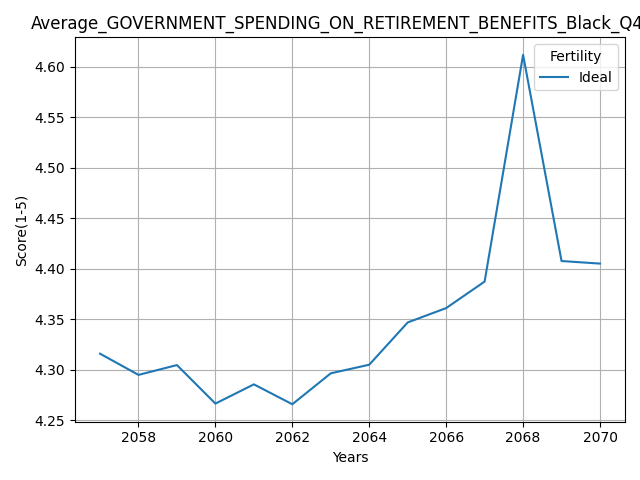 Average_GOVERNMENT_SPENDING_ON_RETIREMENT_BENEFITS_Black_Q4
Fertility
Ideal
4.60
4.55
4.50
4.45
4.40
4.35
4.30
4.25
Score(1-5)
2058 2060 2062 2064 2066 2068 2070
Years